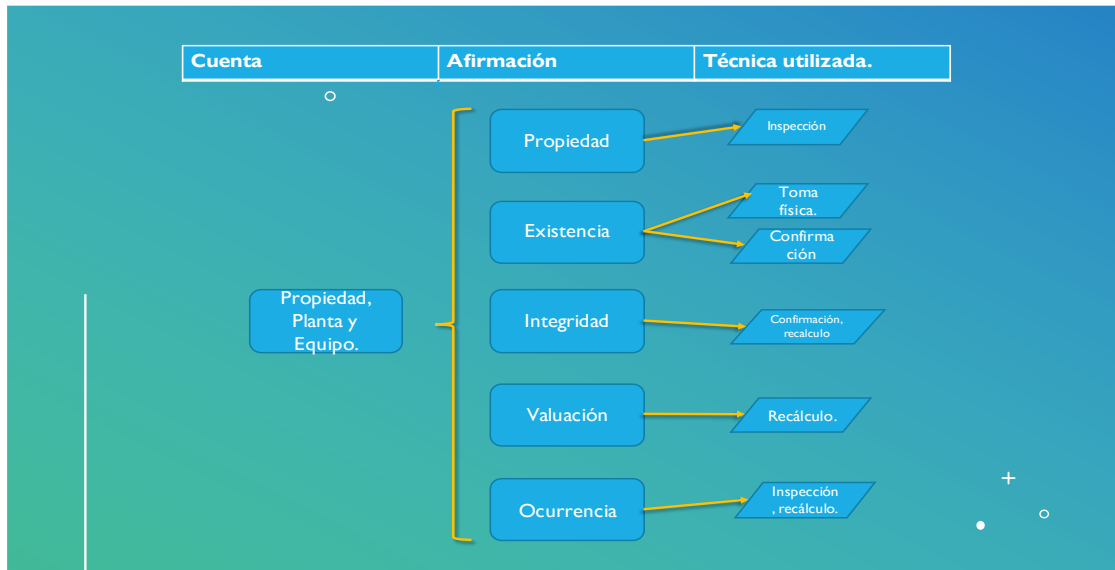 Cuenta
Afirmación
Técnica utilizada.
Propiedad,
Planta y
Equipo.
Propiedad
Inspección
Existencia
Toma
física.
Confirma
ción
Integridad
Confirmación,
recalculo
Valuación
Recálculo.
Ocurrencia
Inspección
, recálculo.